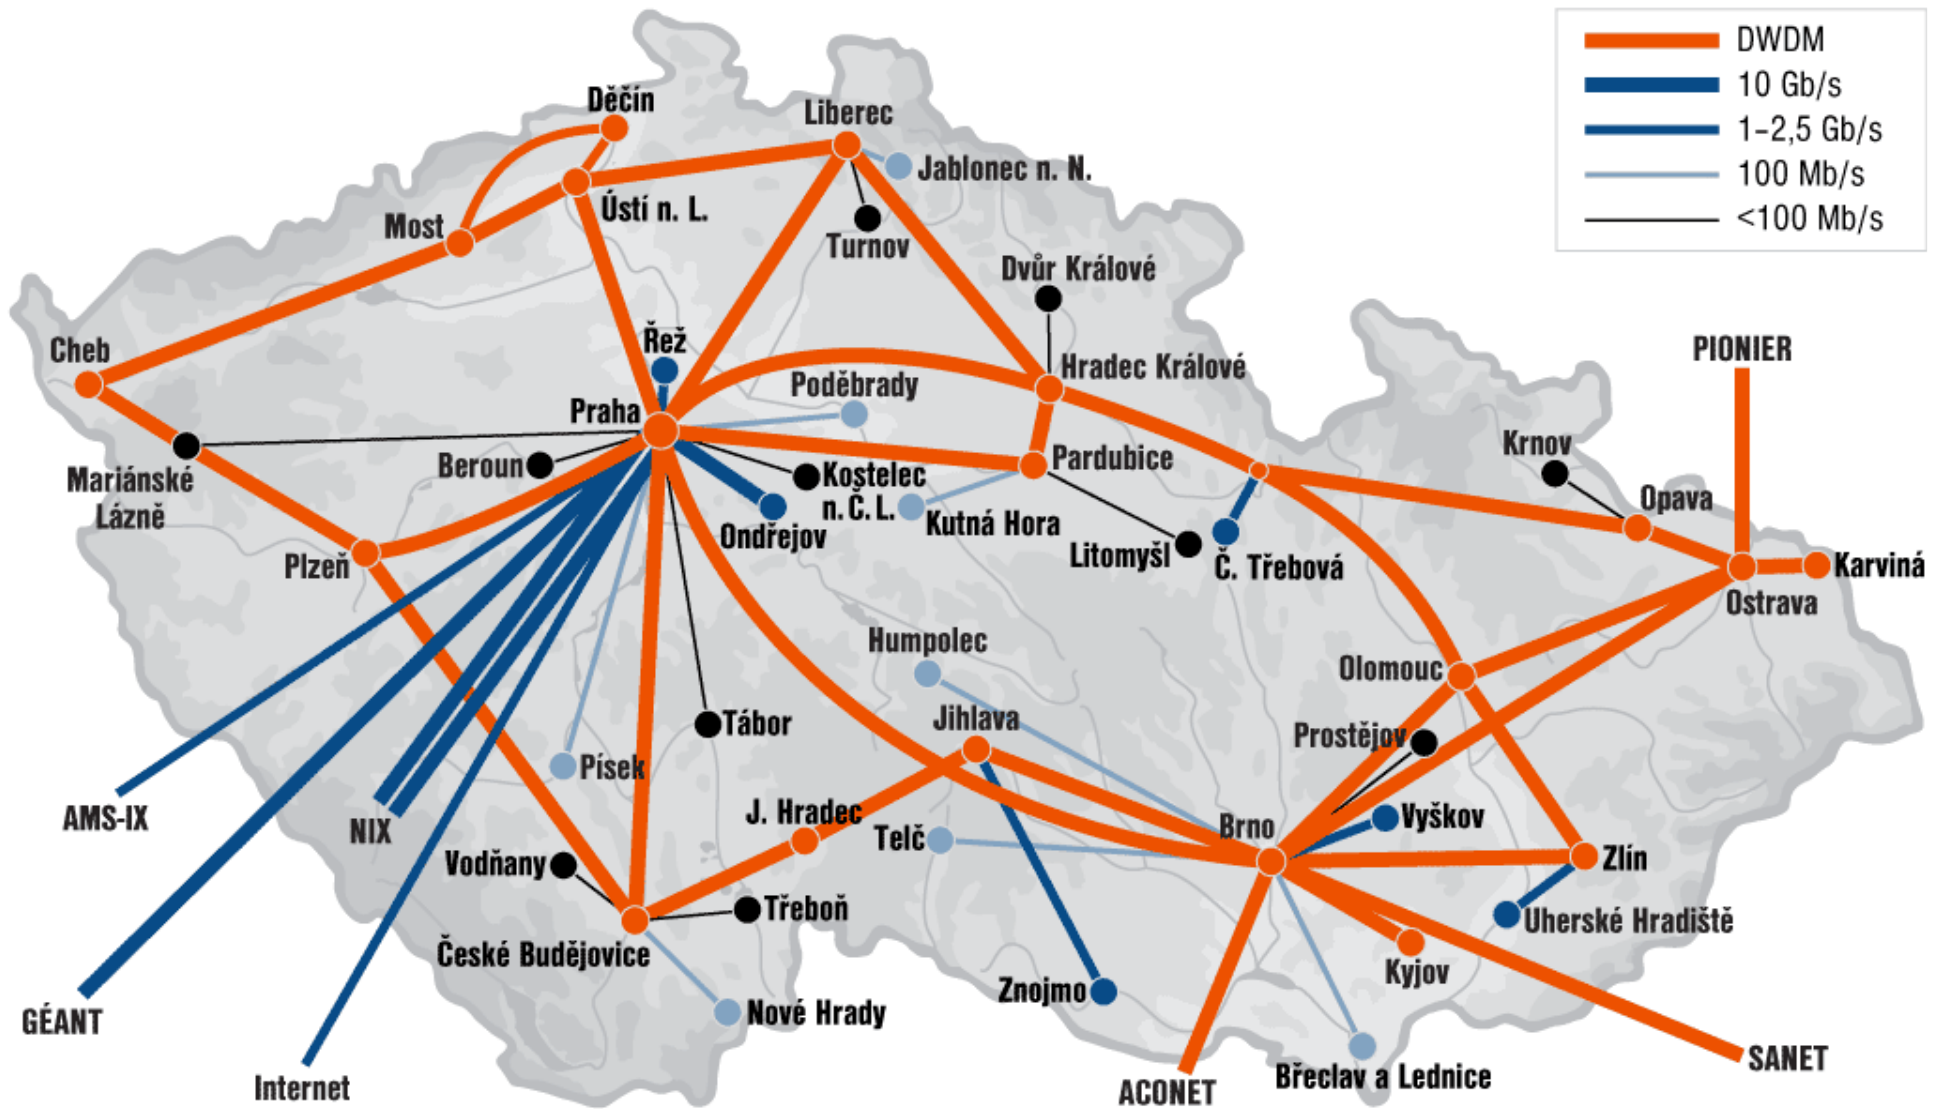 DWDM
10 Gb/s
1–2,5 Gb/s
100 Mb/s
<100 Mb/s
Děčín
Liberec
Jablonec n. N.
Ústí n. L.
Most
Turnov
Dvůr Králové
Cheb
Řež
Hradec Králové
PIONIER
Poděbrady
Praha
Krnov
Beroun
Pardubice
Mariánské
Lázně
Kostelec
n. Č. L.
Opava
Kutná Hora
Ondřejov
Litomyšl
Č. Třebová
Plzeň
Karviná
Ostrava
Humpolec
Olomouc
Jihlava
Tábor
Prostějov
Písek
AMS-IX
NIX
J. Hradec
Telč
Brno
Vyškov
Vodňany
Zlín
Třeboň
Uherské Hradiště
České Budějovice
Kyjov
Znojmo
Nové Hrady
GÉANT
SANET
Internet
ACONET
Břeclav a Lednice